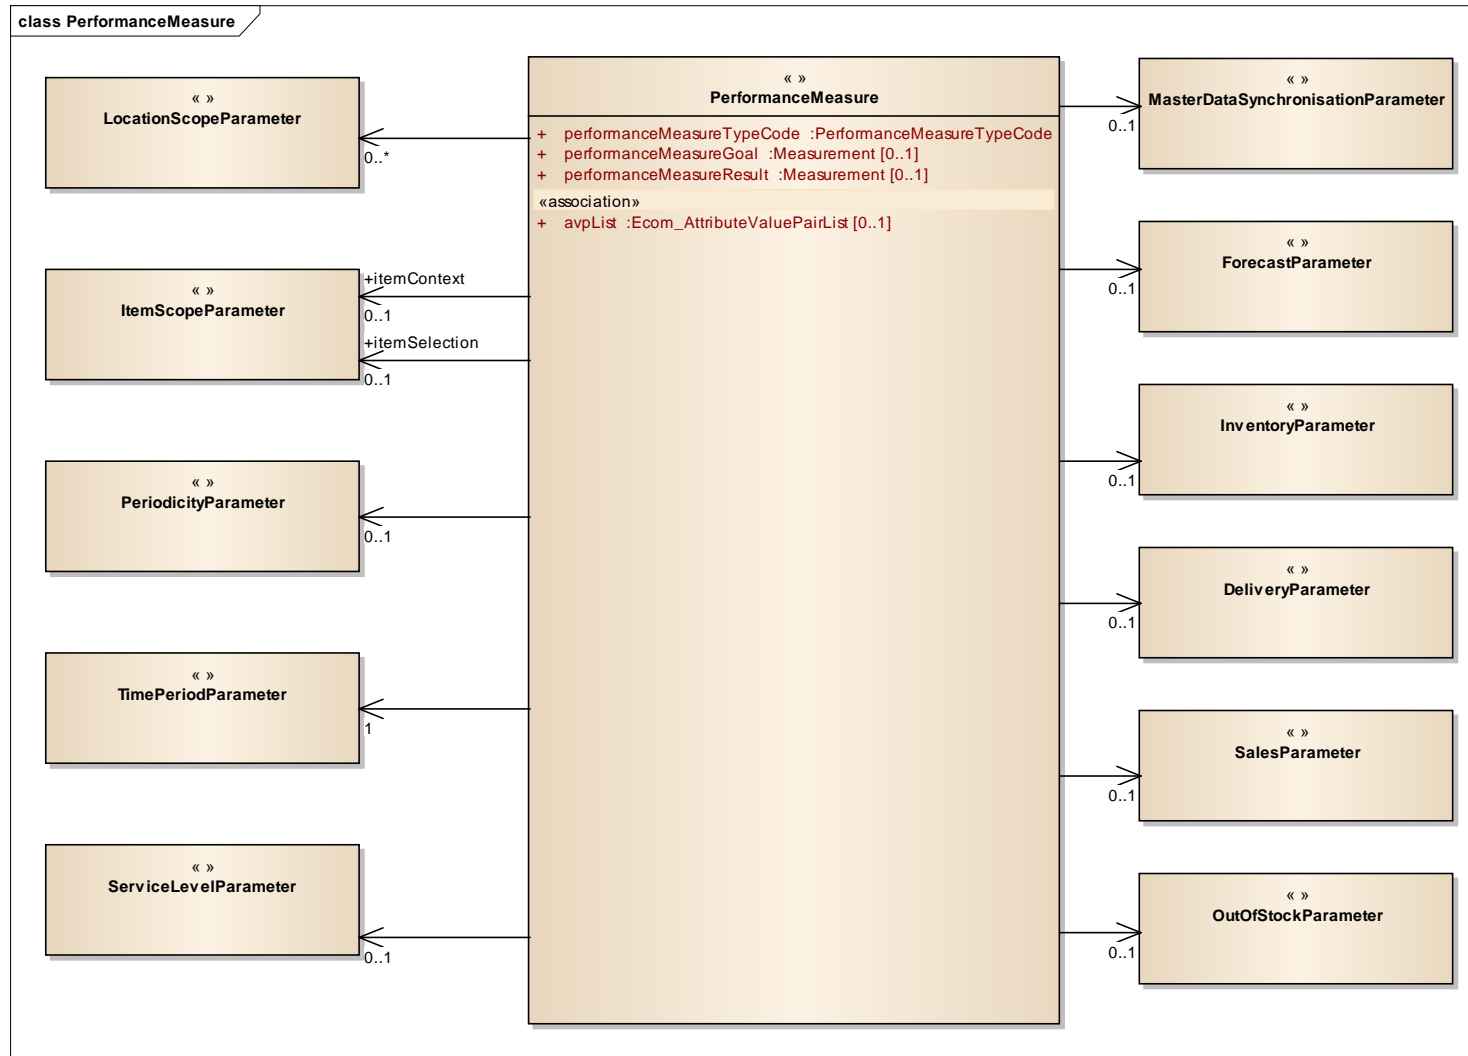 class PerformanceMeasure
« »
LocationScopeParameter
0..*
« »
ItemScopeParameter
+itemContext
0..1
+itemSelection
0..1
« »
PeriodicityParameter
0..1
« »
TimePeriodParameter
1
« »
ServiceLevelParameter
0..1
« »
PerformanceMeasure
+ performanceMeasureTypeCode :PerformanceMeasureTypeCode
+ performanceMeasureGoal :Measurement [0..1]
+ performanceMeasureResult :Measurement [0..1]
«association»
+ avpList :Ecom_AttributeValuePairList [0..1]
« »
MasterDataSynchronisationParameter
0..1
« »
ForecastParameter
0..1
« »
InventoryParameter
0..1
« »
DeliveryParameter
0..1
« »
SalesParameter
0..1
« »
OutOfStockParameter
0..1